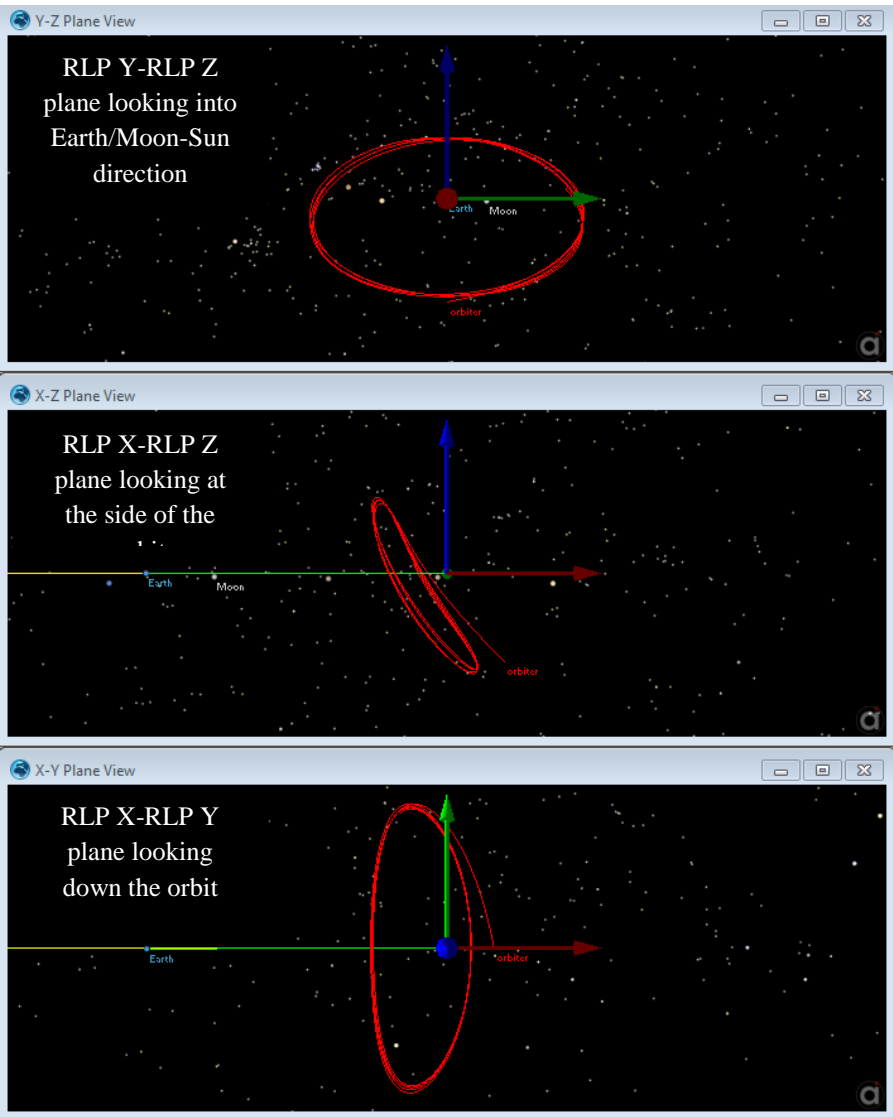 Y-Z Plane View
RLP Y-RLP Z
plane looking into
Earth/Moon-Sun
direction
Earth
Moon
orbiter
X-Z Plane View
RLP X-RLP Z
plane looking at
the side of the
Earth
Moon
orbiter
X-Y Plane View
RLP X-RLP Y
plane looking
down the orbit
Earth
orbiter